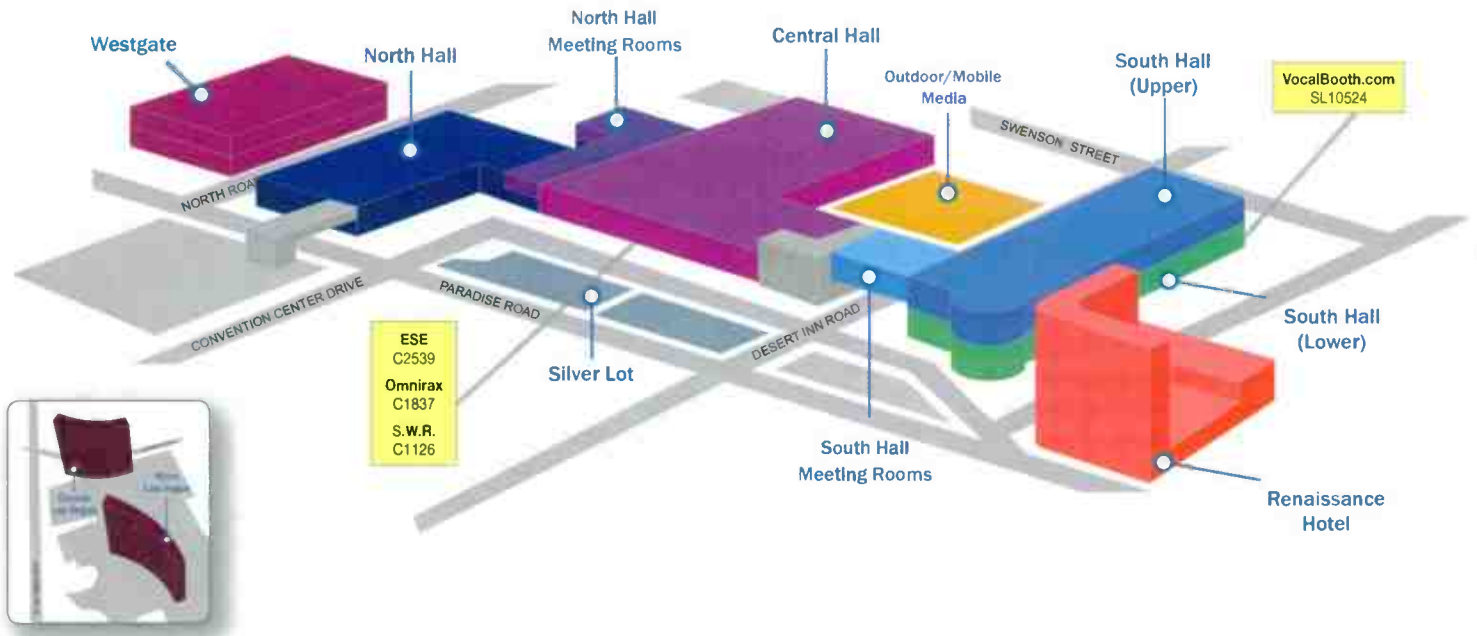 Westgate
North Hall
North Hall
Meeting Rooms
Central Hall
Outdoor/Mobile
Media
South Hall
(Upper)
VocalBooth.com
SL10524
SWENSON STREET
NORTH ROAD
CONVENTION CENTER DRIVE
PARADISE ROAD
DESERT INN ROAD
ESE
C2539
Omnirax
C1837
S.W.R.
C1126
Silver Lot
South Hall
(Lower)
South Hall
Meeting Rooms
Renaissance
Hotel